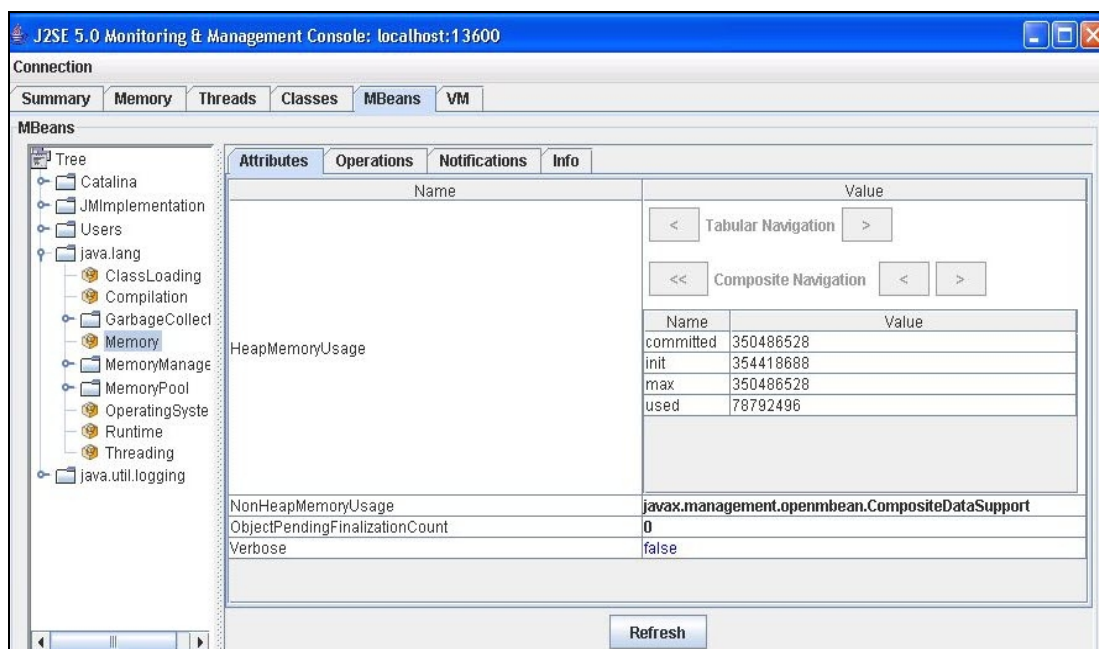 J2SE 5.0 Monitoring & Management Console: localhost:13600
Connection
Summary Memory Threads Classes MBeans VM
MBeans
Tree
Catalina
JMImplementation
Users
java.lang
ClassLoading
Compilation
GarbageCollect
Memory
MemoryManage
MemoryPool
OperatingSyste
Runtime
Threading
java.util.logging
Attributes Operations Notifications Info
Name Value
HeapMemoryUsage
< Tabular Navigation >
<< Composite Navigation < >
Name Value
committed 350486528
init 354418688
max 350486528
used 78792496
NonHeapMemoryUsage javax.management.openmbean.CompositeDataSupport
ObjectPendingFinalizationCount 0
Verbose false
Refresh